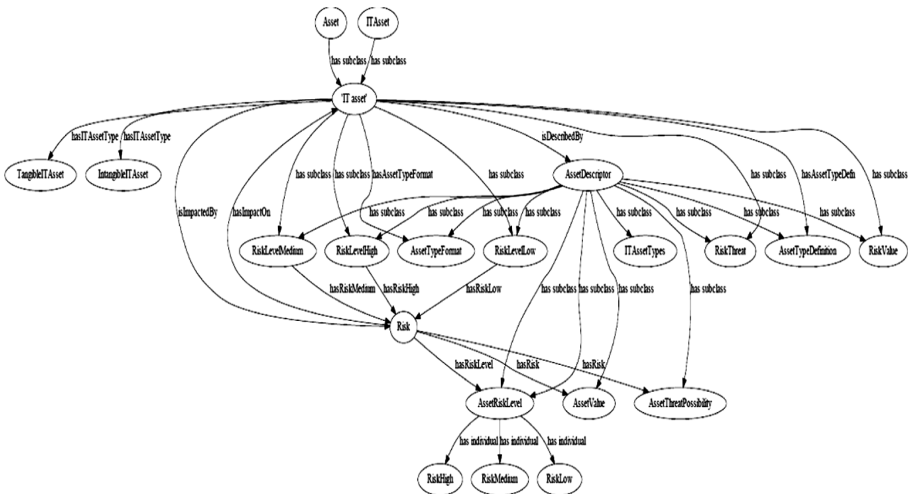 Asset ITAsset
has subclass has subclass
'IT asset'
hasITAssetType hasITAssetType isDescribedBy
TangibleITAsset IntangibleITAsset has subclass has subclass hasAssetTypeFormat has subclass AssetDescriptor has subclass hasAssetTypeDefn has subclass
isImpactedBy hasImpactOn has subclass has subclass has subclass has subclass has subclass has subclass has subclass has subclass
RiskLevelMedium RiskLevelHigh AssetTypeFormat RiskLevelLow ITAssetTypes RiskThreat AssetTypeDefinition RiskValue
hasRiskMedium hasRiskHigh hasRiskLow has subclass has subclass has subclass has subclass
Risk
hasRiskLevel hasRisk hasRisk
AssetRiskLevel AssetValue AssetThreatPossibility
has individual has individual has individual
RiskHigh RiskMedium RiskLow